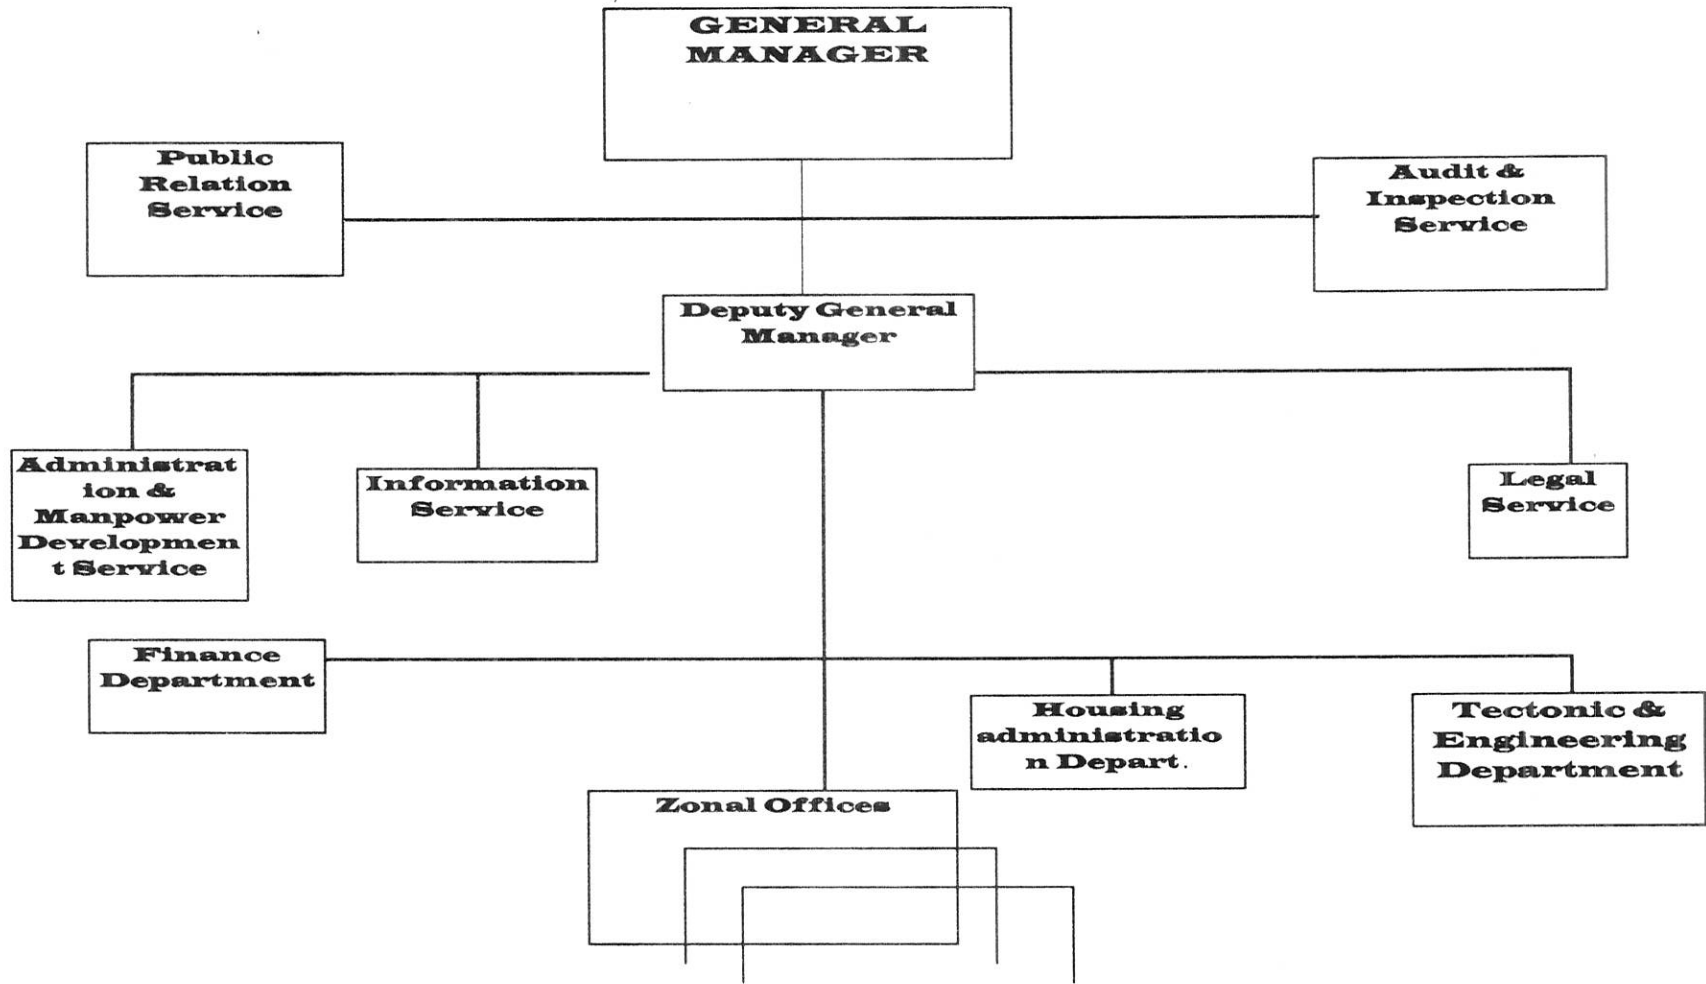 GENERAL
MANAGER
Public
Relation
Service
Audit &
Inspection
Service
Deputy General
Manager
Administrat
ion &
Manpower
Developmen
t Service
Information
Service
Legal
Service
Finance
Department
Housing
administratio
n Depart.
Tectonic &
Engineering
Department
Zonal Offices